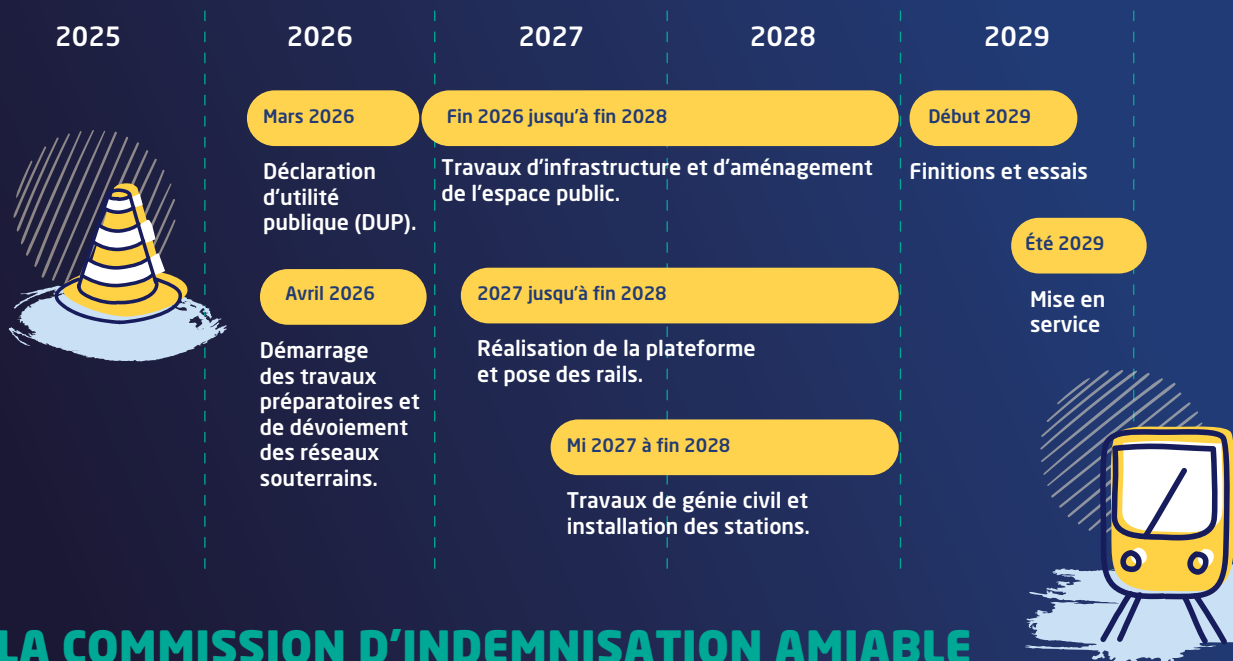 2025
2026
2027
2028
2029
Mars 2026
Déclaration
d'utilité
publique (DUP).
Fin 2026 jusqu'à fin 2028
Travaux d'infrastructure et d'aménagement
de l'espace public.
Début 2029
Finitions et essais
Été 2029
Mise en
service
Avril 2026
Démarrage
des travaux
préparatoires et
de dévoiement
des réseaux
souterrains.
2027 jusqu'à fin 2028
Réalisation de la plateforme
et pose des rails.
Mi 2027 à fin 2028
Travaux de génie civil et
installation des stations.
LA COMMISSION D'INDEMNISATION AMIABLE